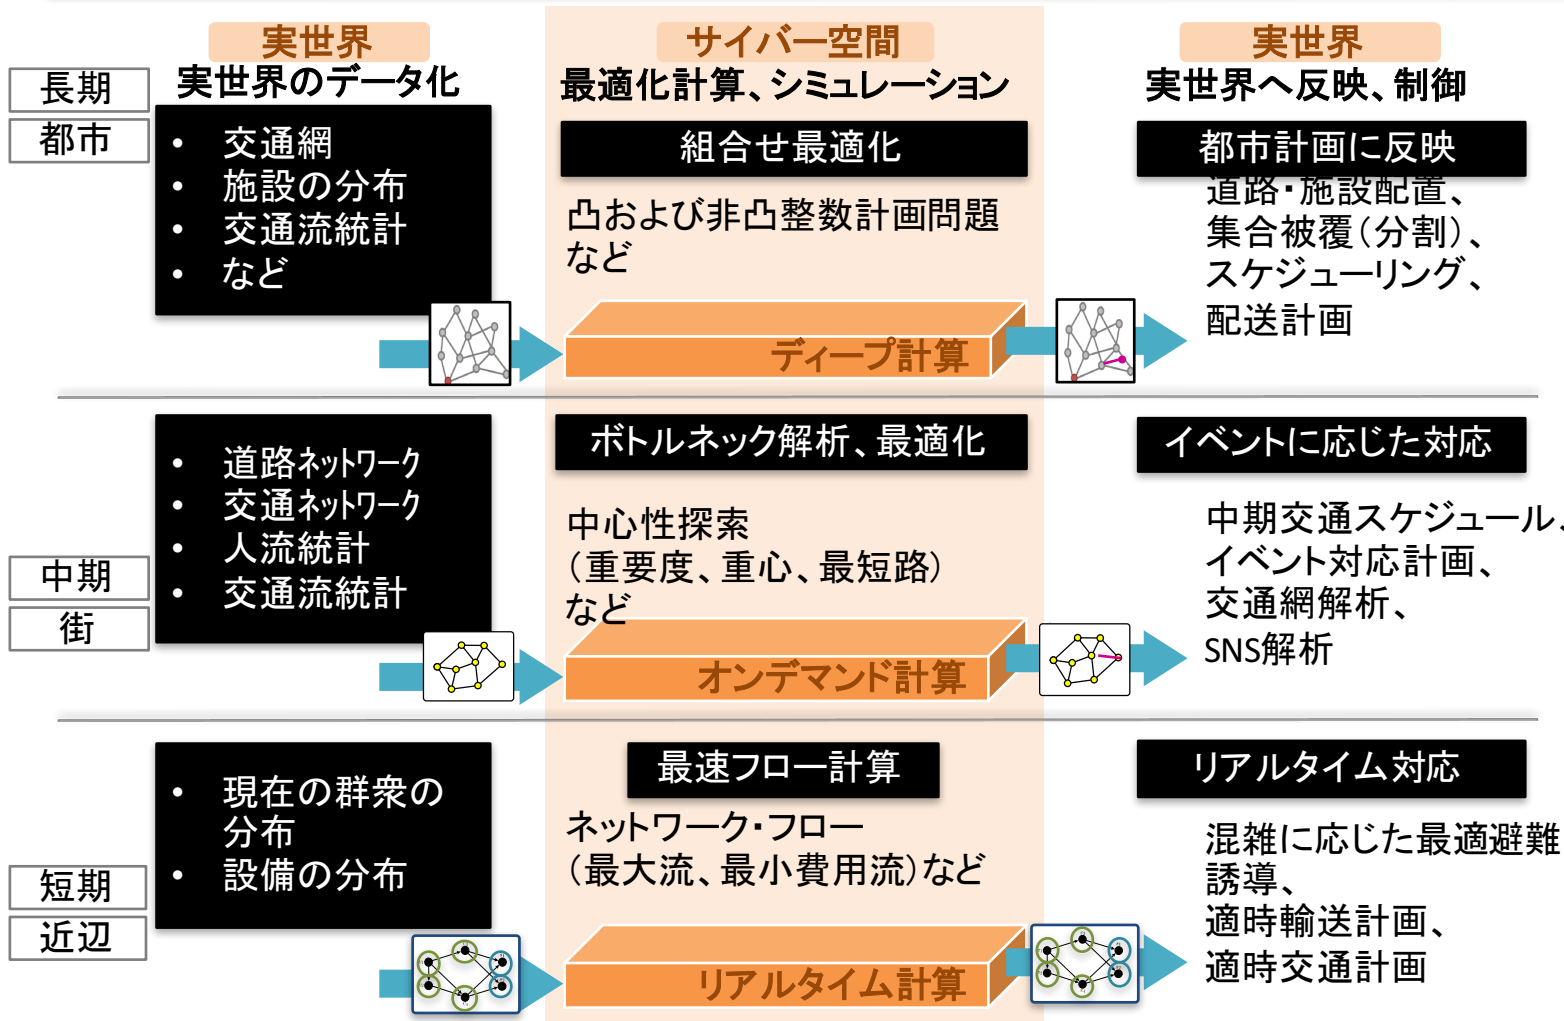 実世界
サイバー空間
実世界
実世界のデータ化
最適化計算、シミュレーション
実世界へ反映、制御
長期
都市
• 交通網
• 施設の分布
• 交通流統計
• など
組合せ最適化
凸および非凸整数計画問題
など
ディープ計算
都市計画に反映
道路・施設配置、
集合被覆（分割）、
スケジューリング、
配送計画
中期
街
• 道路ネットワーク
• 交通ネットワーク
• 人流統計
• 交通流統計
ボトルネック解析、最適化
中心性探索
（重要度、重心、最短路）
など
オンデマンド計算
イベントに応じた対応
中期交通スケジュール、
イベント対応計画、
交通網解析、
SNS解析
短期
近辺
• 現在の群衆の
分布
• 設備の分布
最速フロー計算
ネットワーク・フロー
（最大流、最小費用流）など
リアルタイム計算
リアルタイム対応
混雑に応じた最適避難
誘導、
適時輸送計画、
適時交通計画